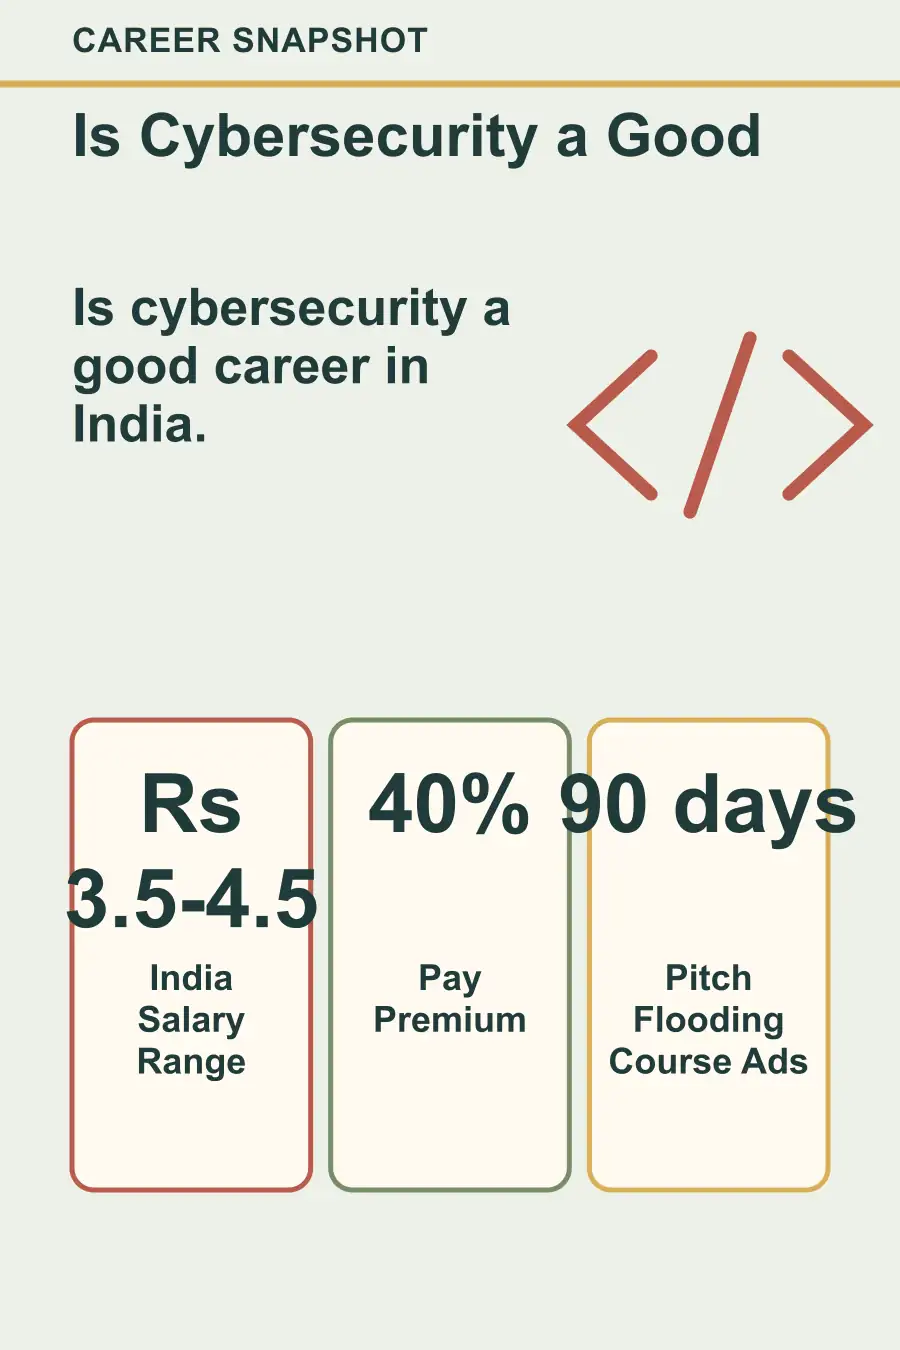 CAREER SNAPSHOT
Is Cybersecurity a Good
Is cybersecurity a
good career in
India.
Rs
3.5-4.5
India
Salary
Range
40%
Pay
Premium
90 days
Pitch
Flooding
Course Ads